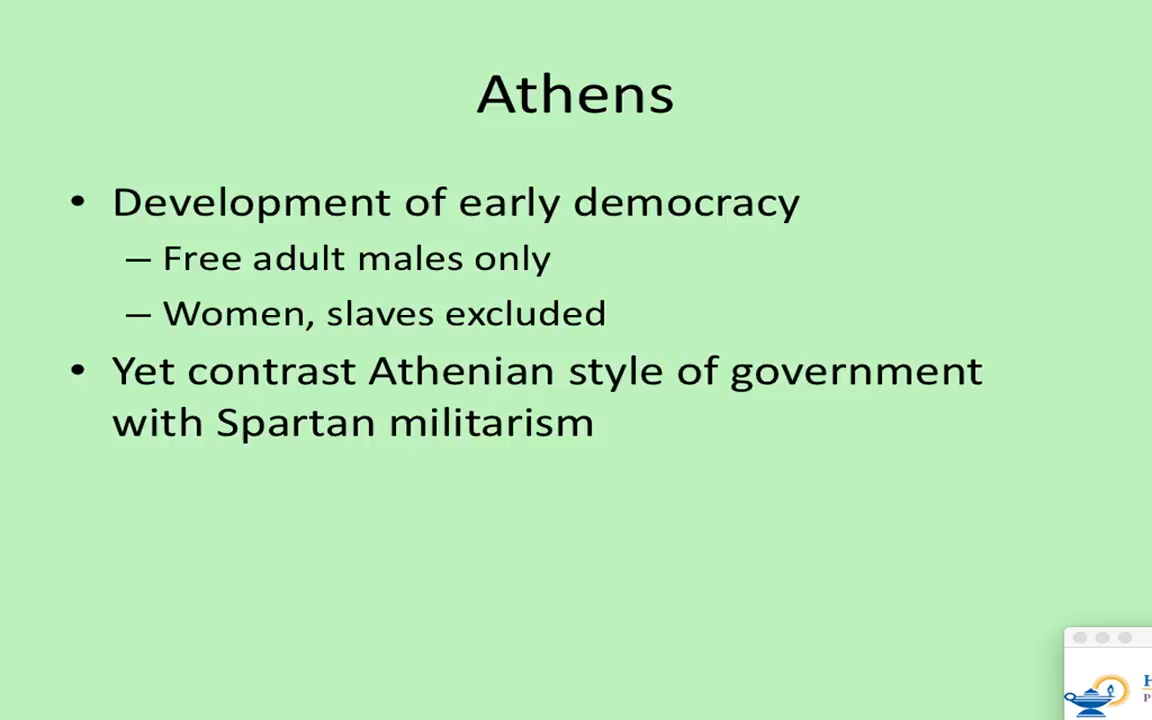 Athens
• Development of early democracy
– Free adult males only
– Women, slaves excluded
• Yet contrast Athenian style of government
with Spartan militarism